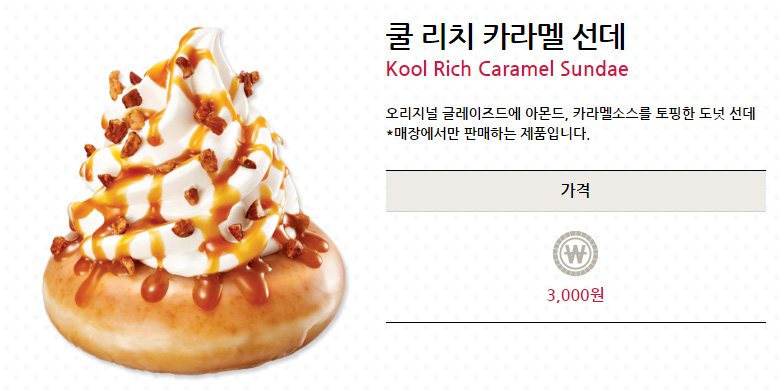 쿨 리치 카라멜 선데
Kool Rich Caramel Sundae
오리지널 글레이즈드에 아몬드, 카라멜소스를 토핑한 도넛 선데
*매장에서만 판매하는 제품입니다.
가격
₩
3,000원